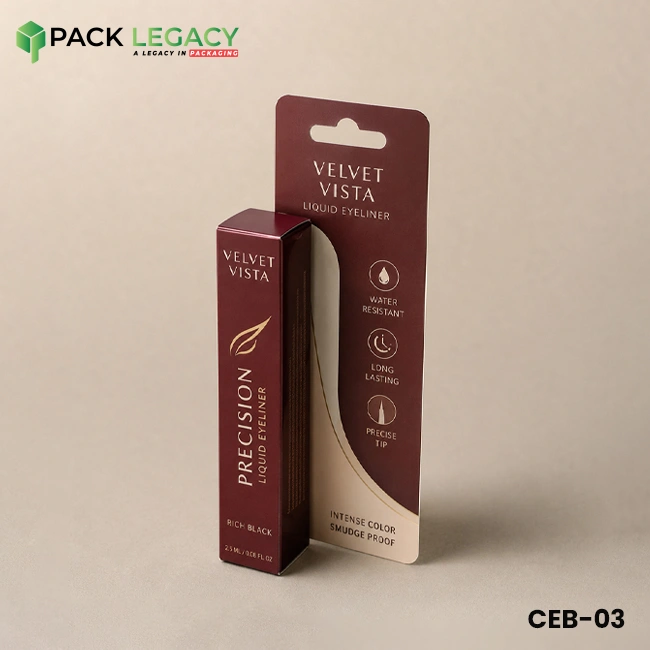 PACK LEGACY
A LEGACY IN PACKAGING
VELVET
VISTA
LIQUID EYELINER
WATER
RESISTANT
LONG
LASTING
PRECISE
TIP
INTENSE COLOR
SMUDGE PROOF
VELVET
VISTA
PRECISION
LIQUID EYELINER
RICH BLACK
2.5 ML / 0.08 FL OZ
CEB-03